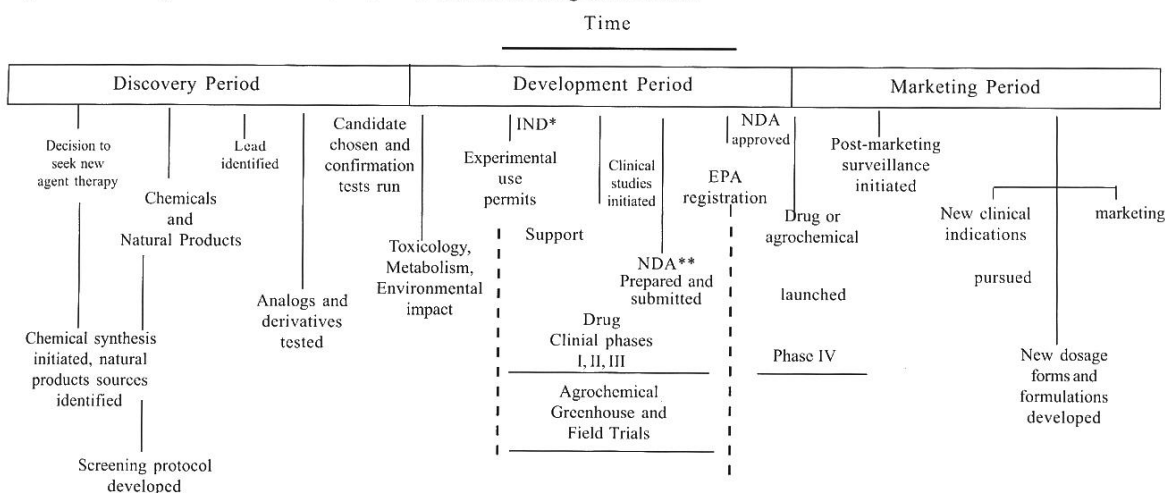 Time
Discovery Period
Development Period
Marketing Period
Decision to
seek new
agent therapy
Chemicals
and
Natural Products
Lead
identified
Candidate
chosen and
confirmation
tests run
Analogs and
derivatives
tested
Chemical synthesis
initiated, natural
products sources
identified
Screening protocol
developed
Toxicology,
Metabolism,
Environmental
impact
IND*
Experimental
use
permits
Support
Clinical
studies
initiated
NDA**
Prepared and
submitted
Drug
Clinial phases
I, II, III
Agrochemical
Greenhouse and
Field Trials
NDA
approved
EPA
registration
Drug or
agrochemical
launched
Phase IV
Post-marketing
surveillance
initiated
New clinical
indications
pursued
marketing
New dosage
forms and
formulations
developed